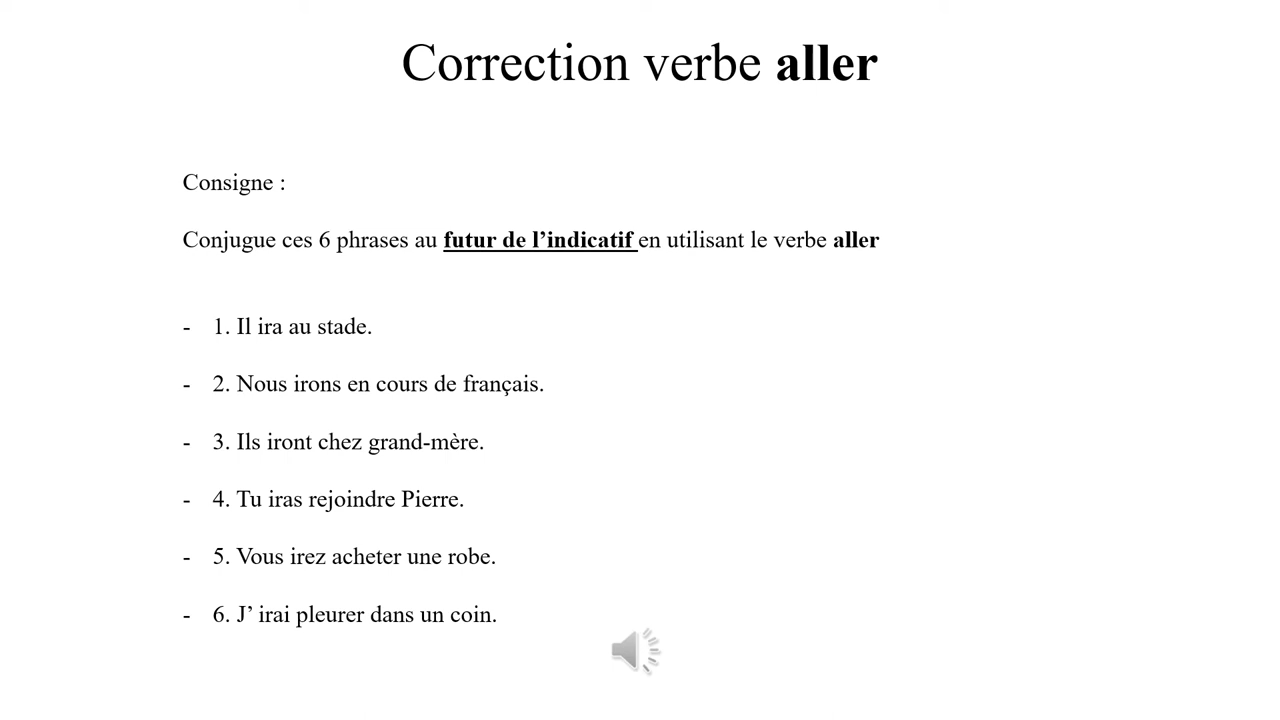 Correction verbe aller
Consigne :
Conjugue ces 6 phrases au futur de l’indicatif en utilisant le verbe aller
- 1. Il ira au stade.
- 2. Nous irons en cours de français.
- 3. Ils iront chez grand-mère.
- 4. Tu iras rejoindre Pierre.
- 5. Vous irez acheter une robe.
- 6. J’ irai pleurer dans un coin.